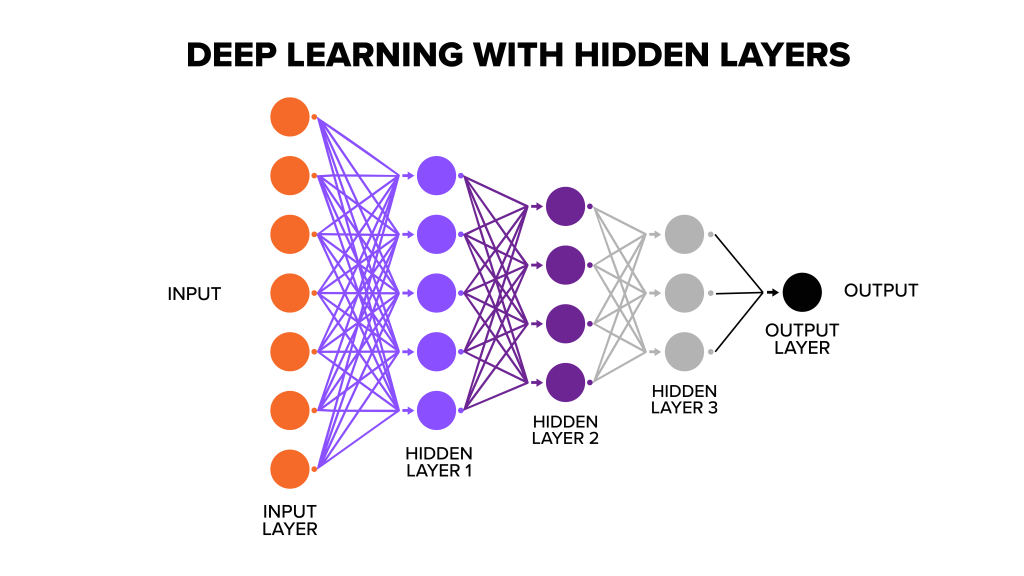 DEEP LEARNING WITH HIDDEN LAYERS
INPUT
OUTPUT
OUTPUT
LAYER
HIDDEN
LAYER 3
HIDDEN
LAYER 2
HIDDEN
LAYER 1
INPUT
LAYER